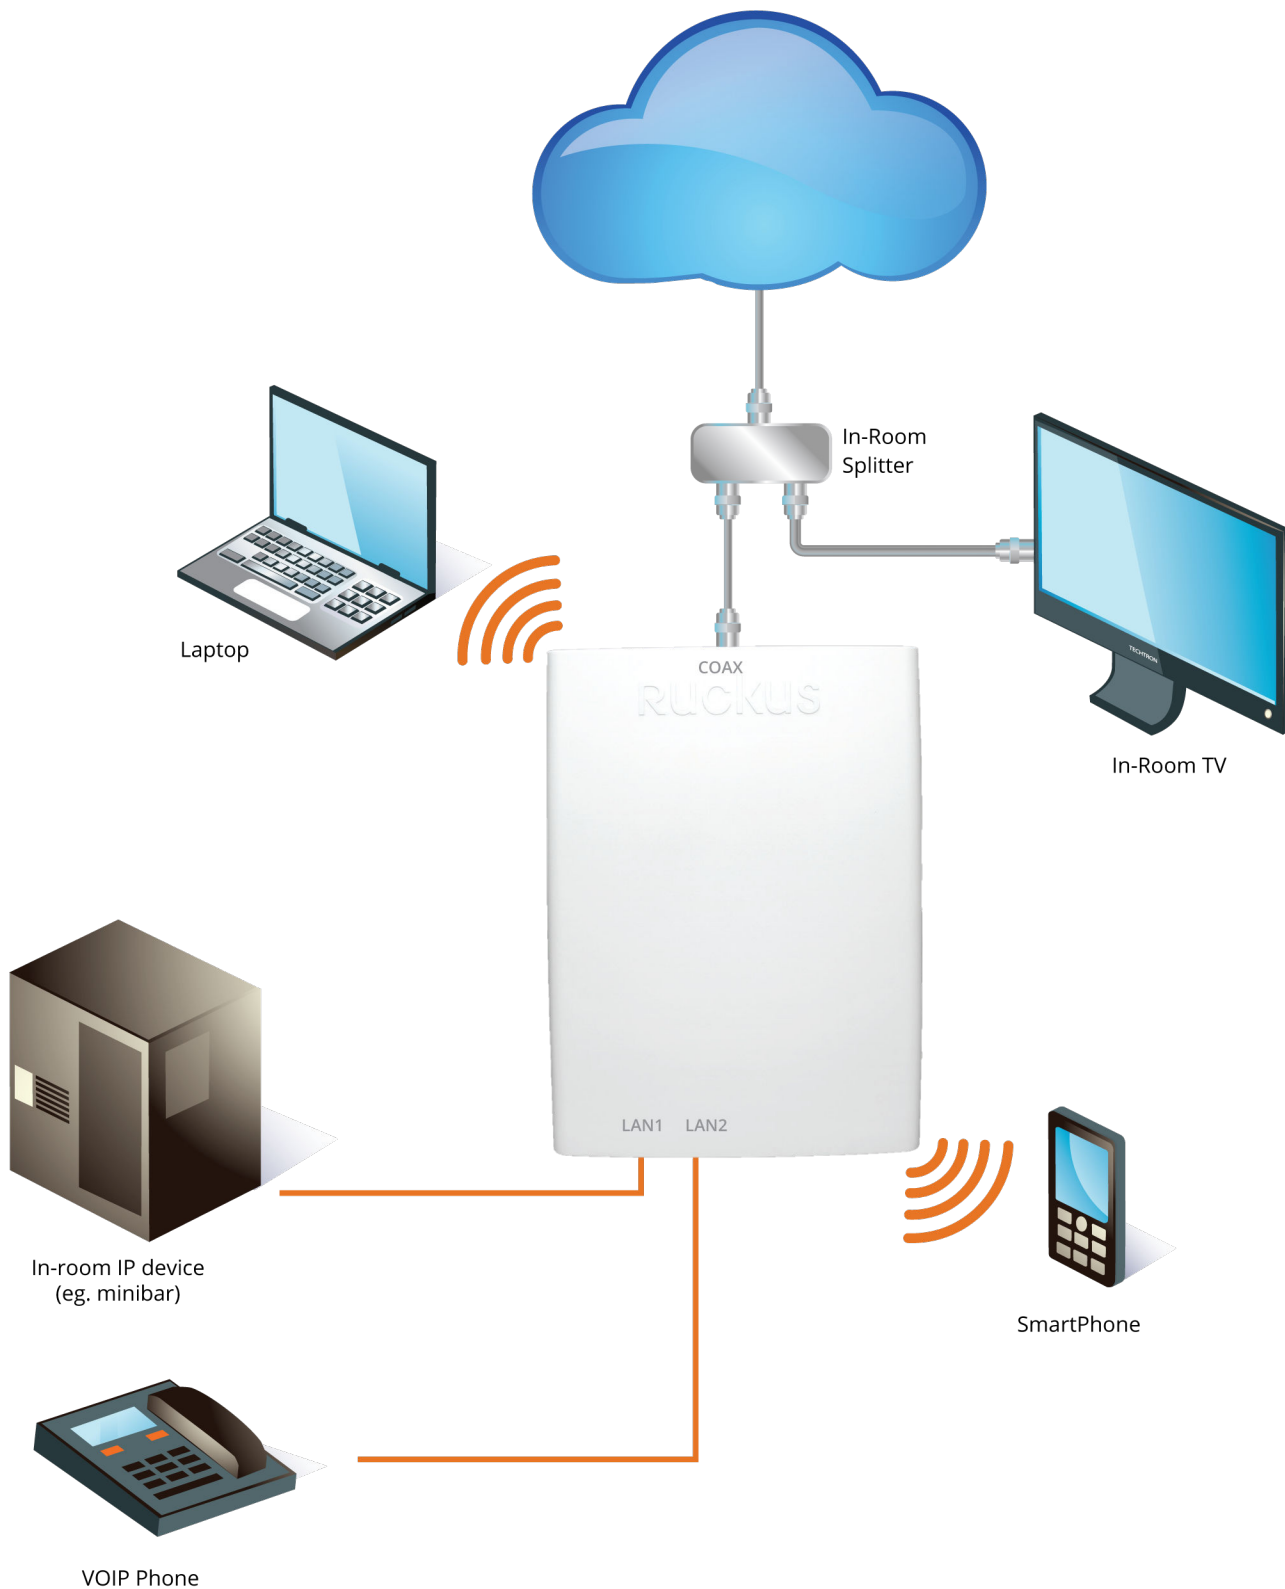 In-Room
Splitter
Laptop
COAX
RUCKUS
TECHTRON
In-Room TV
LAN1 LAN2
In-room IP device
(eg. minibar)
SmartPhone
VOIP Phone